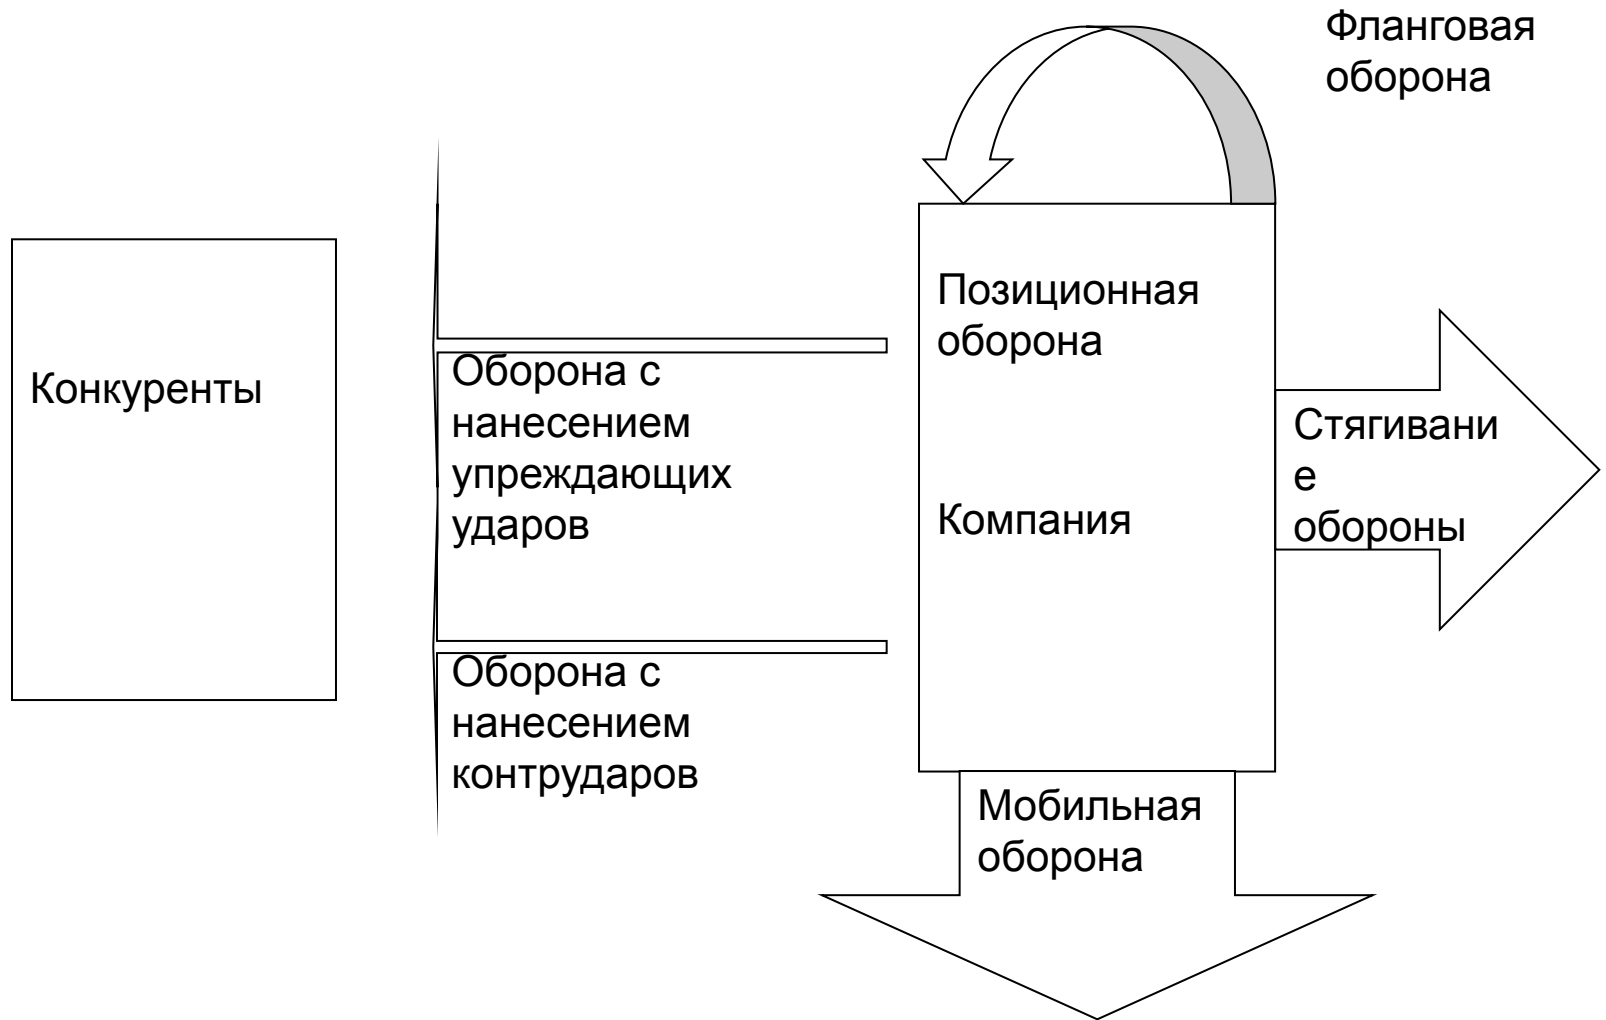 Фланговая
оборона
Конкуренты
Оборона с
нанесением
упреждающих
ударов
Оборона с
нанесением
контрударов
Позиционная
оборона
Компания
Стягивани
е
обороны
Мобильная
оборона